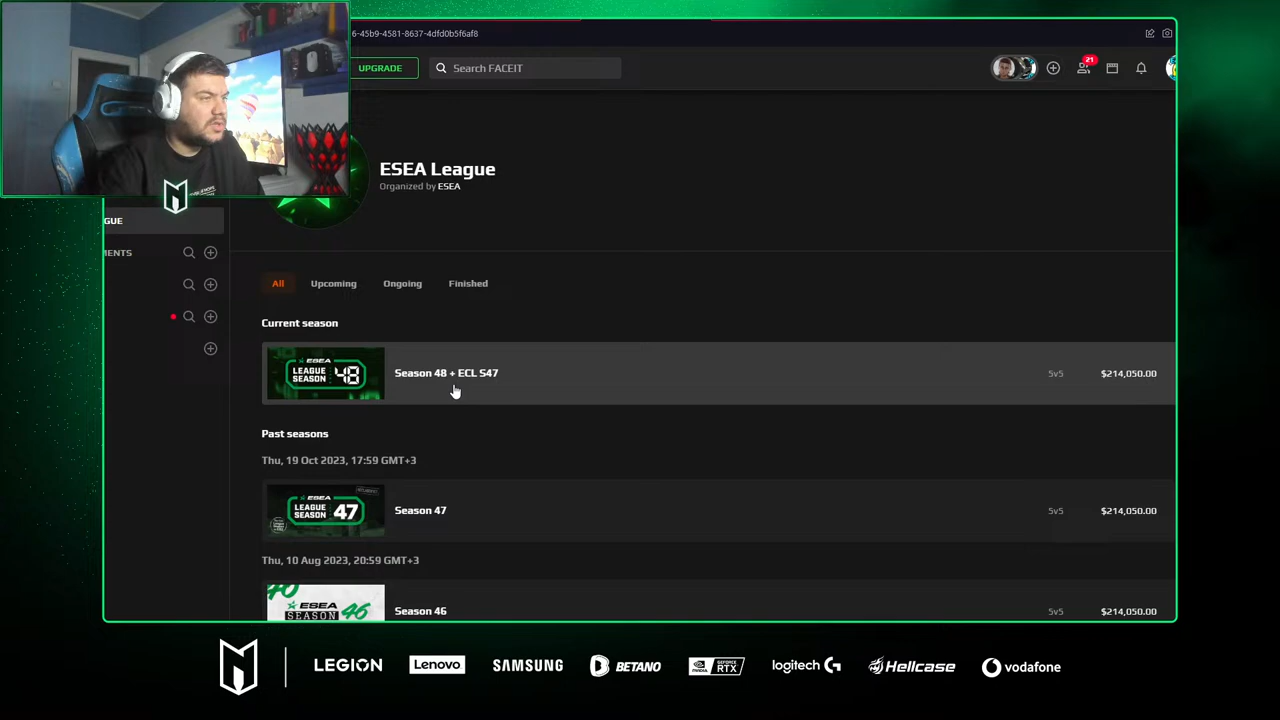 6-45b9-4581-8637-4dfd0b5f6af8
UPGRADE
Search FACEIT
21
ESEA League
Organized by ESEA
GUE
MENTS
All
Upcoming
Ongoing
Finished
Current season
ESEA
LEAGUE
SEASON
48
Season 48 + ECL S47
5v5
$214,050.00
Past seasons
Thu, 19 Oct 2023, 17:59 GMT+3
ESEA
LEAGUE
SEASON
47
Season 47
5v5
$214,050.00
Thu, 10 Aug 2023, 20:59 GMT+3
ESEA
SEASON
46
Season 46
5v5
$214,050.00
LEGION
Lenovo
SAMSUNG
B BETANO
NVIDIA
GEFORCE
RTX
logitech G
Hellcase
vodafone